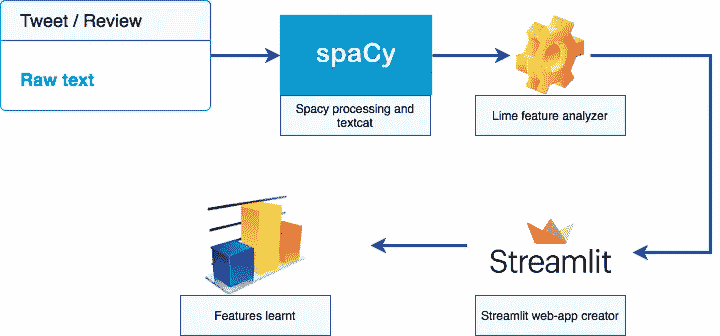 Tweet / Review
Raw text
spaCy
Spacy processing and
textcat
Lime feature analyzer
Streamlit
Streamlit web-app creator
Features learnt